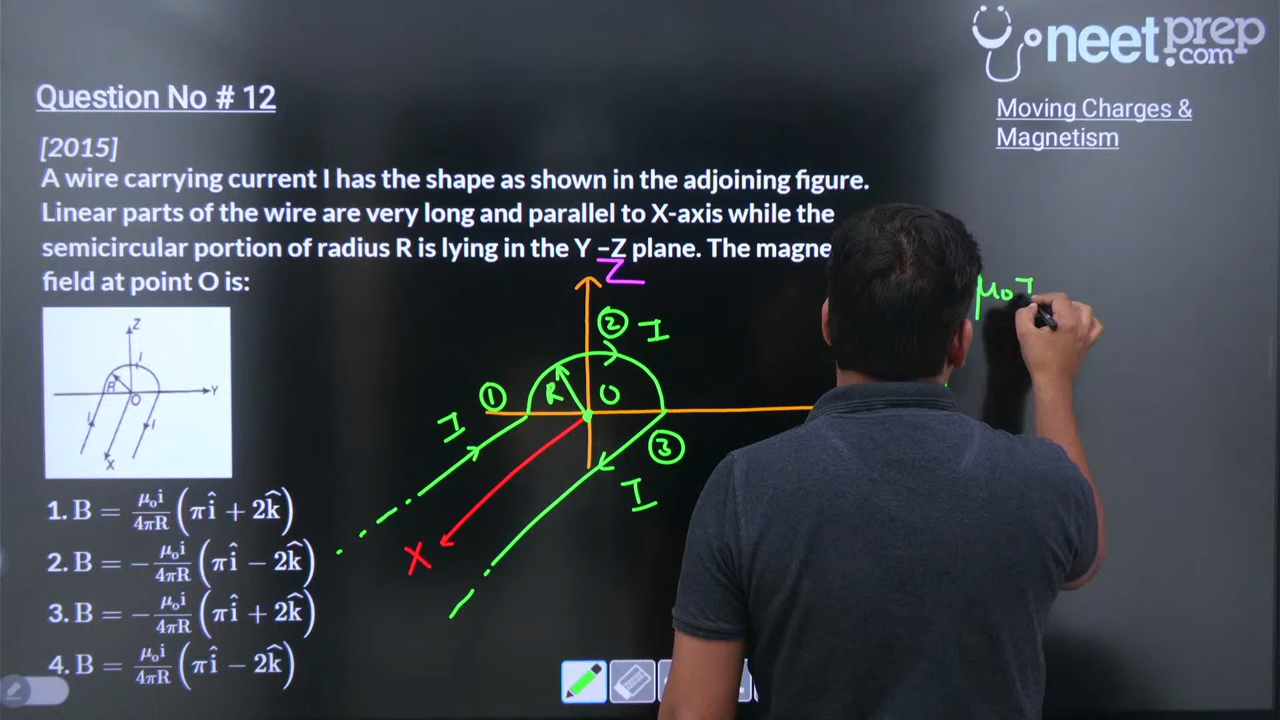 neetprep
.com
Question No # 12
Moving Charges &
Magnetism
[2015]
A wire carrying current I has the shape as shown in the adjoining figure.
Linear parts of the wire are very long and parallel to X-axis while the
semicircular portion of radius R is lying in the Y –Z plane. The magne
field at point O is:
Z
R
O
Y
X
Z
② I
① R O
I
③
I
X
μ₀I
1. B = μ₀i/4πR (πî + 2k̂)
2. B = −μ₀i/4πR (πî − 2k̂)
3. B = −μ₀i/4πR (πî + 2k̂)
4. B = μ₀i/4πR (πî − 2k̂)